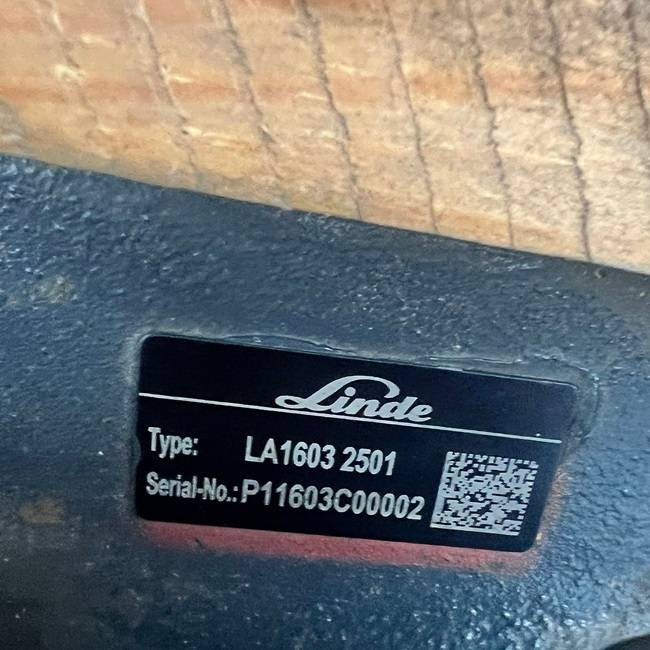 Linde
Type: LA1603 2501
Serial-No.: P11603C00002